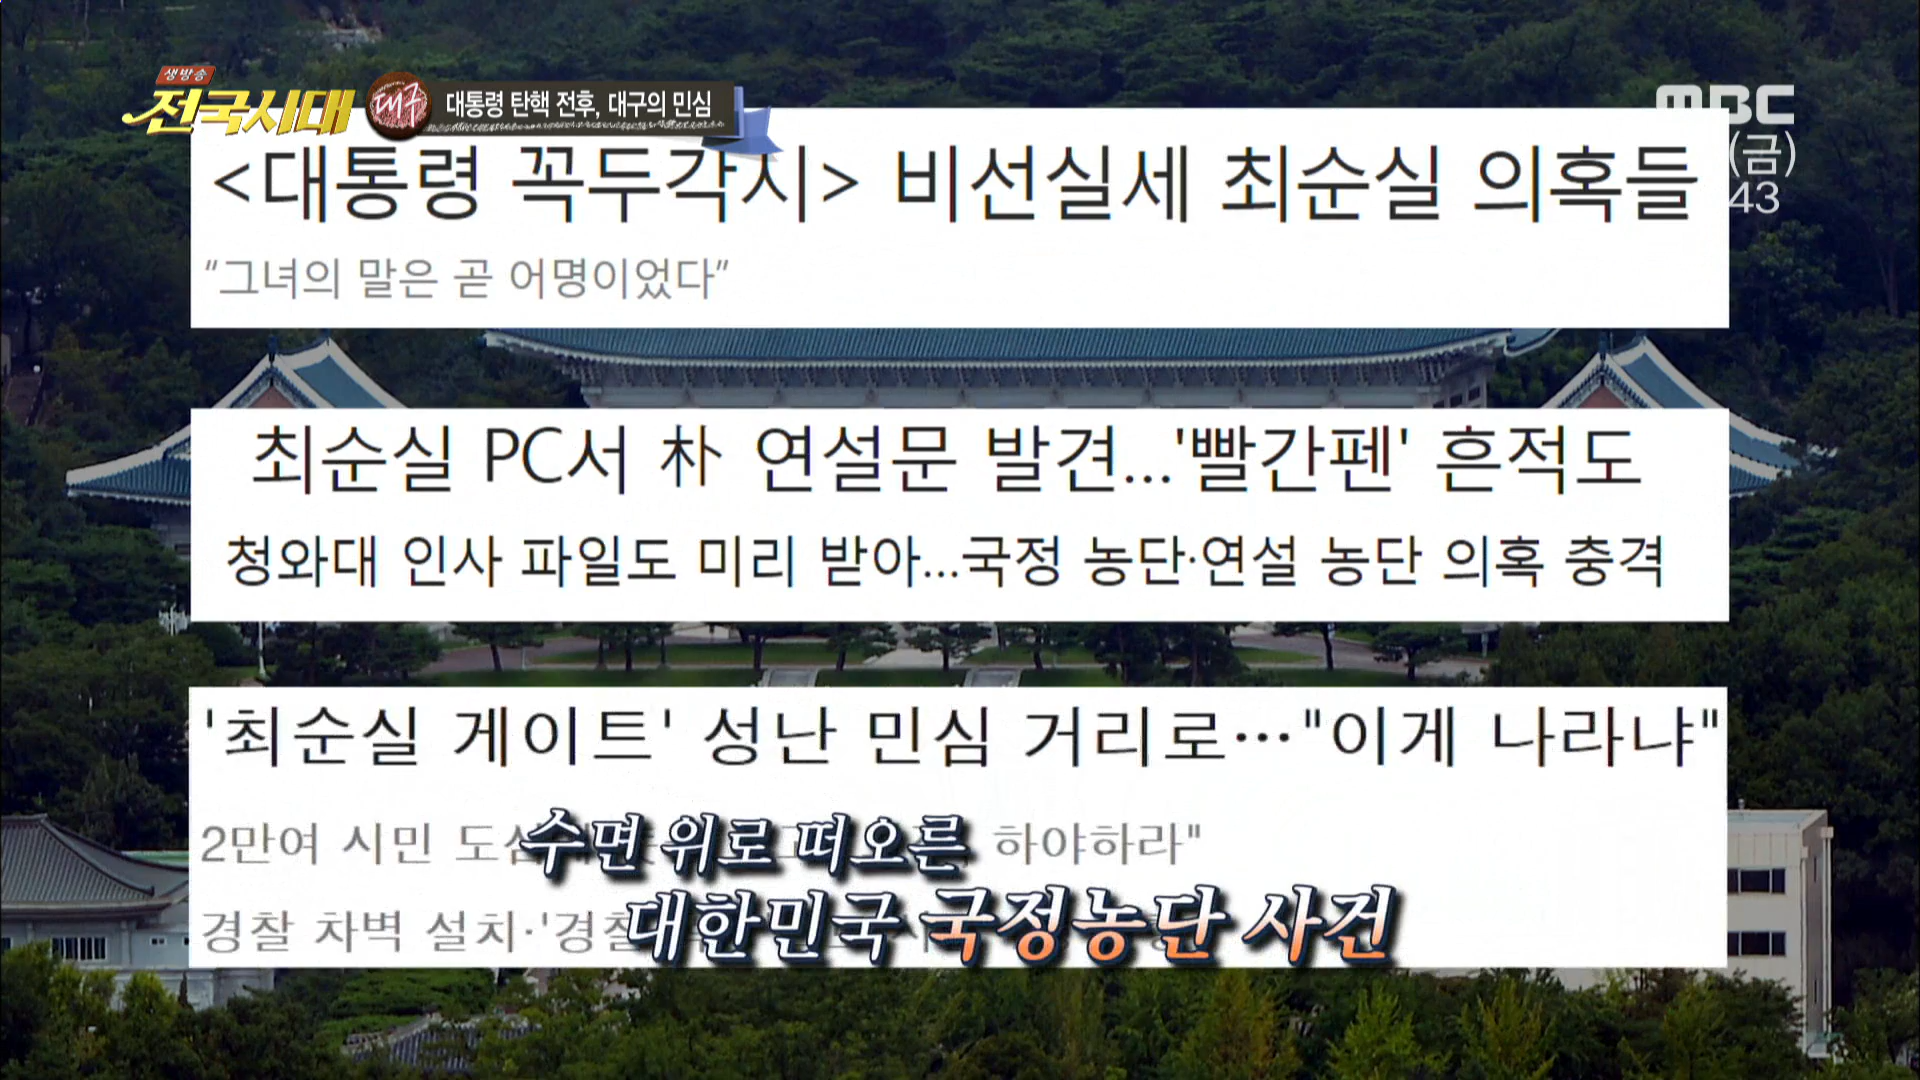 생방송
전국시대
대구
대통령 탄핵 전후, 대구의 민심
MBC
(금)
43
<대통령 꼭두각시> 비선실세 최순실 의혹들
“그녀의 말은 곧 어명이었다”
최순실 PC서 朴 연설문 발견...'빨간펜' 흔적도
청와대 인사 파일도 미리 받아...국정 농단·연설 농단 의혹 충격
'최순실 게이트' 성난 민심 거리로…"이게 나라냐"
2만여 시민 하야하라"
수면 위로 떠오른
경찰 차벽 설치·'경찰
대한민국 국정농단 사건